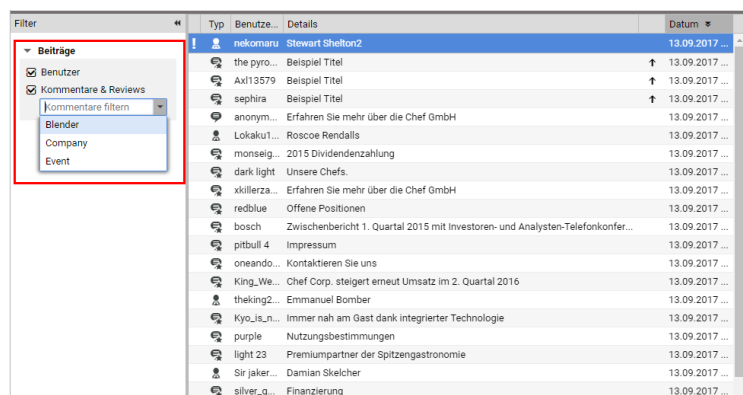 Filter
Beiträge
Benutzer
Kommentare & Reviews
Kommentare filtern
Blender
Company
Event
Typ Benutze... Details Datum
nekomaru Stewart Shelton2 13.09.2017 ...
the pyro... Beispiel Titel 13.09.2017 ...
Axl13579 Beispiel Titel 13.09.2017 ...
sephira Beispiel Titel 13.09.2017 ...
anonym... Erfahren Sie mehr über die Chef GmbH 13.09.2017 ...
Lokaku1... Roscoe Rendalls 13.09.2017 ...
monseig... 2015 Dividendenzahlung 13.09.2017 ...
dark light Unsere Chefs. 13.09.2017 ...
xkillerza... Erfahren Sie mehr über die Chef GmbH 13.09.2017 ...
redblue Offene Positionen 13.09.2017 ...
bosch Zwischenbericht 1. Quartal 2015 mit Investoren- und Analysten-Telefonkonfer... 13.09.2017 ...
pitbull 4 Impressum 13.09.2017 ...
oneando... Kontaktieren Sie uns 13.09.2017 ...
King_We... Chef Corp. steigert erneut Umsatz im 2. Quartal 2016 13.09.2017 ...
theking2... Emmanuel Bomber 13.09.2017 ...
Kyo_is_n... Immer nah am Gast dank integrierter Technologie 13.09.2017 ...
purple Nutzungsbestimmungen 13.09.2017 ...
light 23 Premiumpartner der Spitzengastronomie 13.09.2017 ...
Sir jaker... Damian Skelcher 13.09.2017 ...
silver_g... Finanzierung 13.09.2017 ...